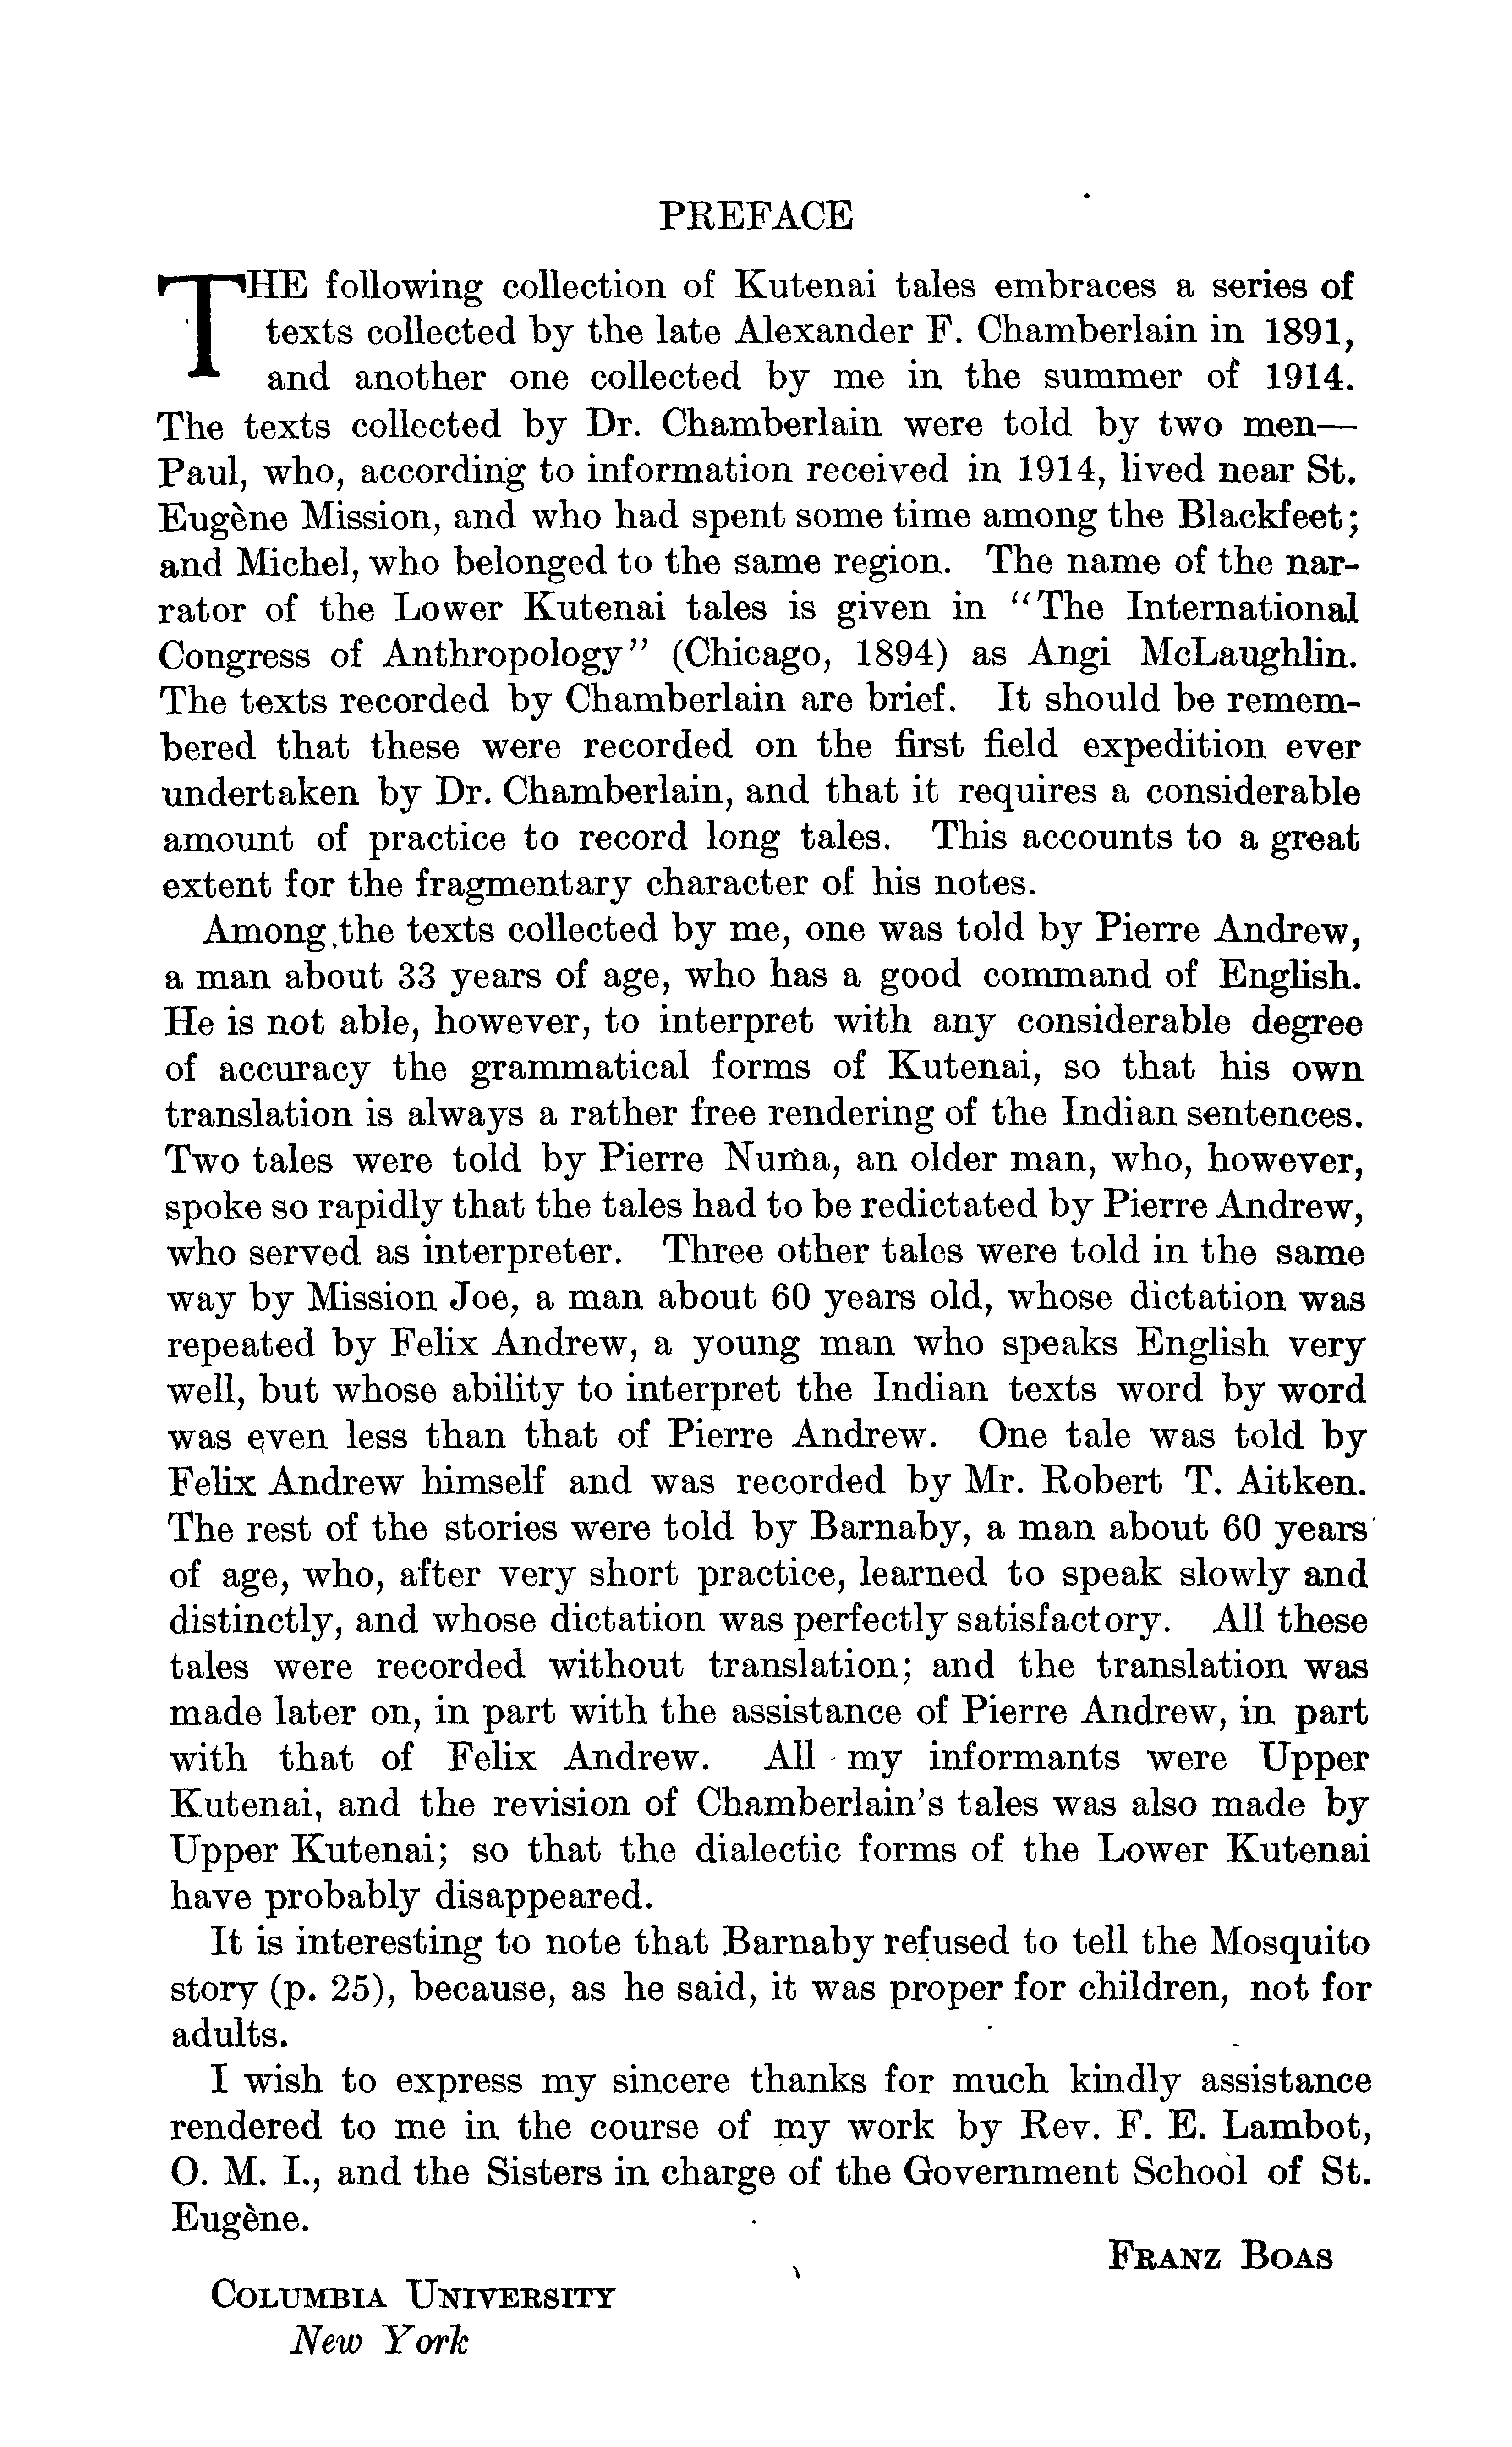 PREFACE
THE following collection of Kutenai tales embraces a series of
texts collected by the late Alexander F. Chamberlain in 1891,
and another one collected by me in the summer of 1914.
The texts collected by Dr. Chamberlain were told by two men—
Paul, who, according to information received in 1914, lived near St.
Eugène Mission, and who had spent some time among the Blackfeet;
and Michel, who belonged to the same region. The name of the nar-
rator of the Lower Kutenai tales is given in “The International
Congress of Anthropology” (Chicago, 1894) as Angi McLaughlin.
The texts recorded by Chamberlain are brief. It should be remem-
bered that these were recorded on the first field expedition ever
undertaken by Dr. Chamberlain, and that it requires a considerable
amount of practice to record long tales. This accounts to a great
extent for the fragmentary character of his notes.
Among the texts collected by me, one was told by Pierre Andrew,
a man about 33 years of age, who has a good command of English.
He is not able, however, to interpret with any considerable degree
of accuracy the grammatical forms of Kutenai, so that his own
translation is always a rather free rendering of the Indian sentences.
Two tales were told by Pierre Numa, an older man, who, however,
spoke so rapidly that the tales had to be redictated by Pierre Andrew,
who served as interpreter. Three other tales were told in the same
way by Mission Joe, a man about 60 years old, whose dictation was
repeated by Felix Andrew, a young man who speaks English very
well, but whose ability to interpret the Indian texts word by word
was even less than that of Pierre Andrew. One tale was told by
Felix Andrew himself and was recorded by Mr. Robert T. Aitken.
The rest of the stories were told by Barnaby, a man about 60 years
of age, who, after very short practice, learned to speak slowly and
distinctly, and whose dictation was perfectly satisfactory. All these
tales were recorded without translation; and the translation was
made later on, in part with the assistance of Pierre Andrew, in part
with that of Felix Andrew. All my informants were Upper
Kutenai, and the revision of Chamberlain’s tales was also made by
Upper Kutenai; so that the dialectic forms of the Lower Kutenai
have probably disappeared.
It is interesting to note that Barnaby refused to tell the Mosquito
story (p. 25), because, as he said, it was proper for children, not for
adults.
I wish to express my sincere thanks for much kindly assistance
rendered to me in the course of my work by Rev. F. E. Lambot,
O. M. I., and the Sisters in charge of the Government School of St.
Eugène.
FRANZ BOAS
COLUMBIA UNIVERSITY
New York